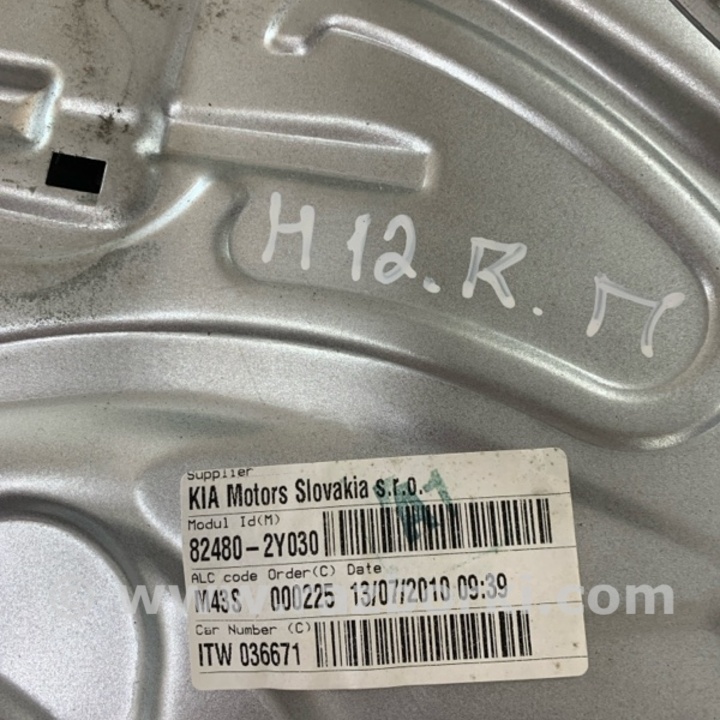 H 12. R. П
Supplier
KIA Motors Slovakia s.r.o.
Modul Id(M)
82480-2Y030
ALC code Order(C) Date
M43S 000225 13/07/2010 09:39
Car Number (C)
ITW 036671